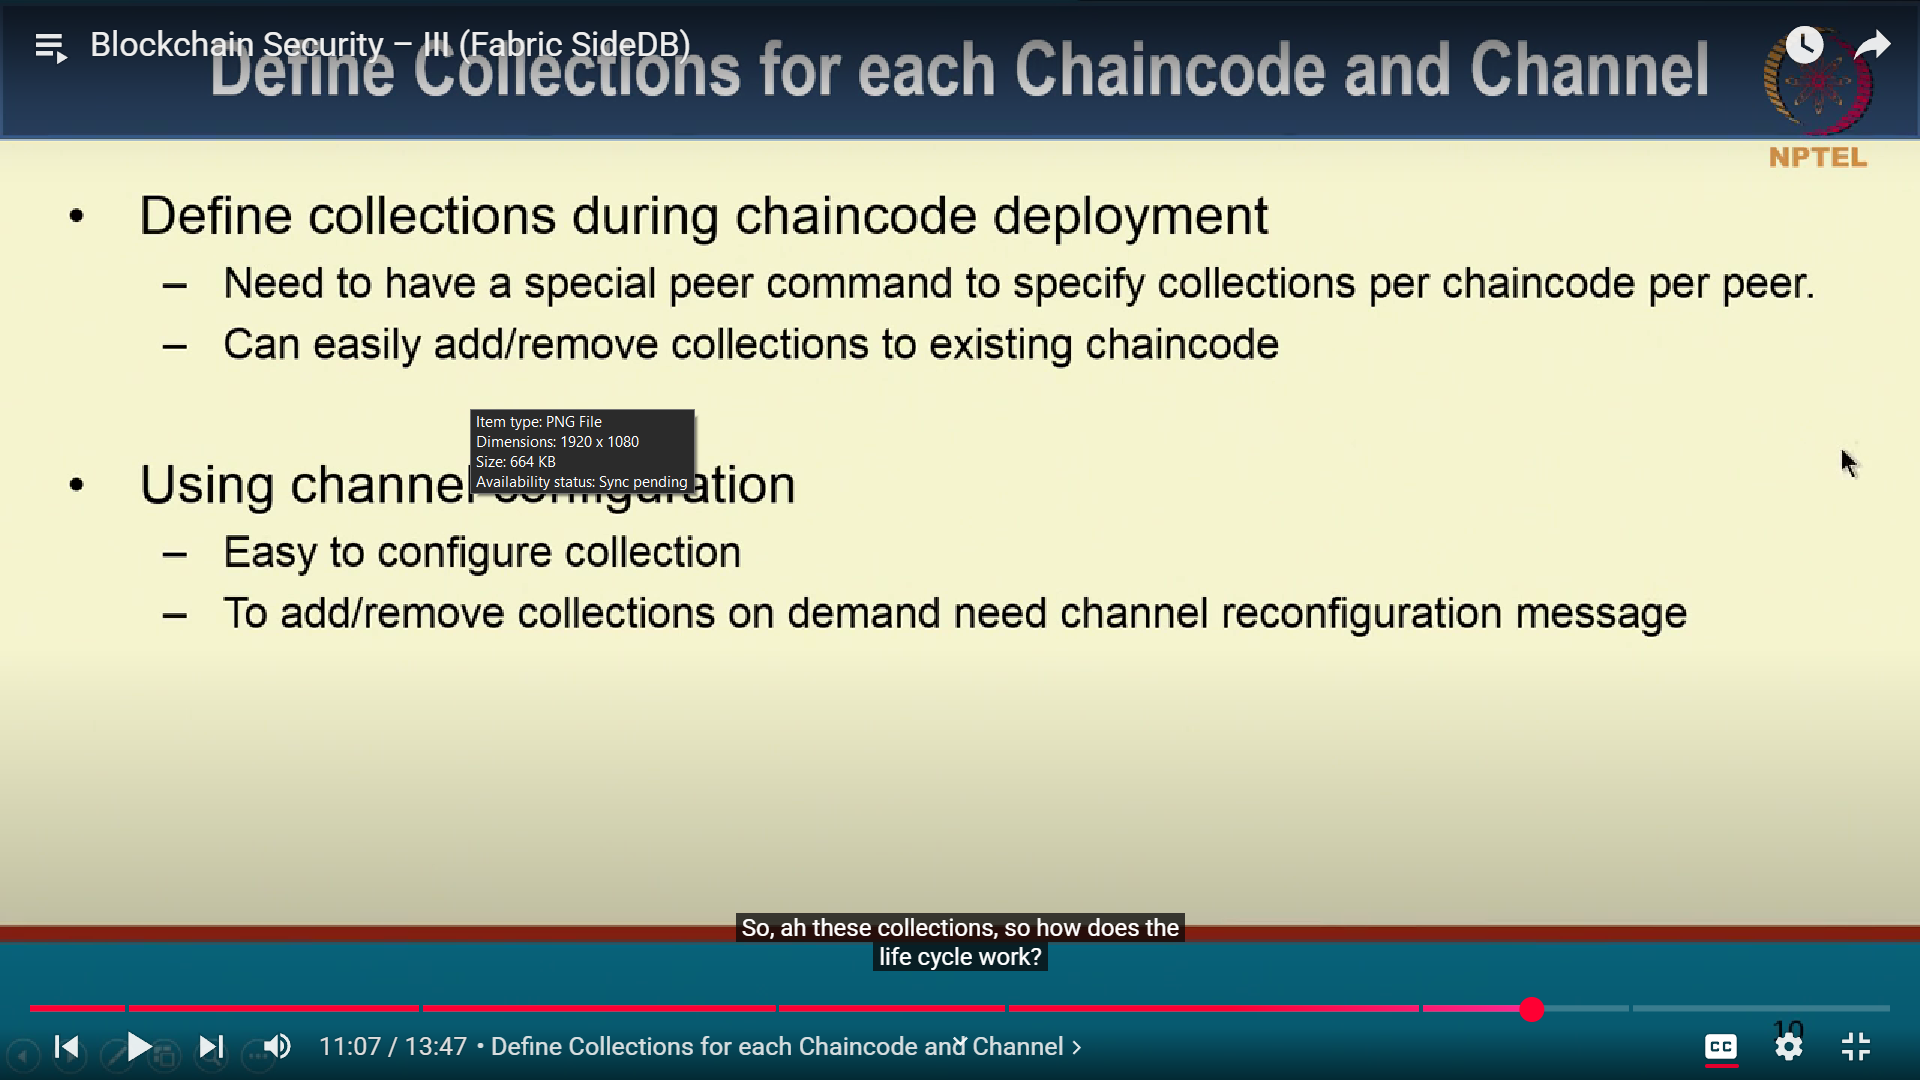 Blockchain Security – III (Fabric SideDB)
Define Collections for each Chaincode and Channel
NPTEL
• Define collections during chaincode deployment
– Need to have a special peer command to specify collections per chaincode per peer.
– Can easily add/remove collections to existing chaincode
Item type: PNG File
Dimensions: 1920 x 1080
Size: 664 KB
Availability status: Sync pending
• Using channel configuration
– Easy to configure collection
– To add/remove collections on demand need channel reconfiguration message
So, ah these collections, so how does the
life cycle work?
10
11:07 / 13:47 • Define Collections for each Chaincode and Channel >
CC